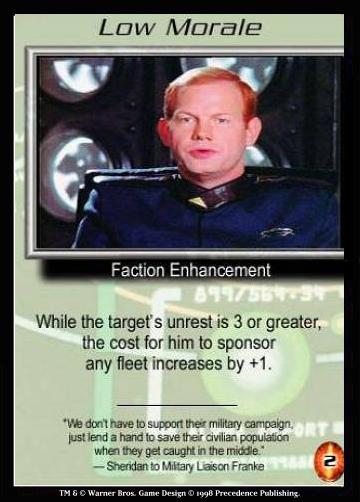 Low Morale
Faction Enhancement
899/564-34
While the target's unrest is 3 or greater,
the cost for him to sponsor
any fleet increases by +1.
"We don't have to support their military campaign,
just lend a hand to save their civilian population
when they get caught in the middle."
— Sheridan to Military Liaison Franke
2
TM & © Warner Bros. Game Design © 1998 Precedence Publishing.